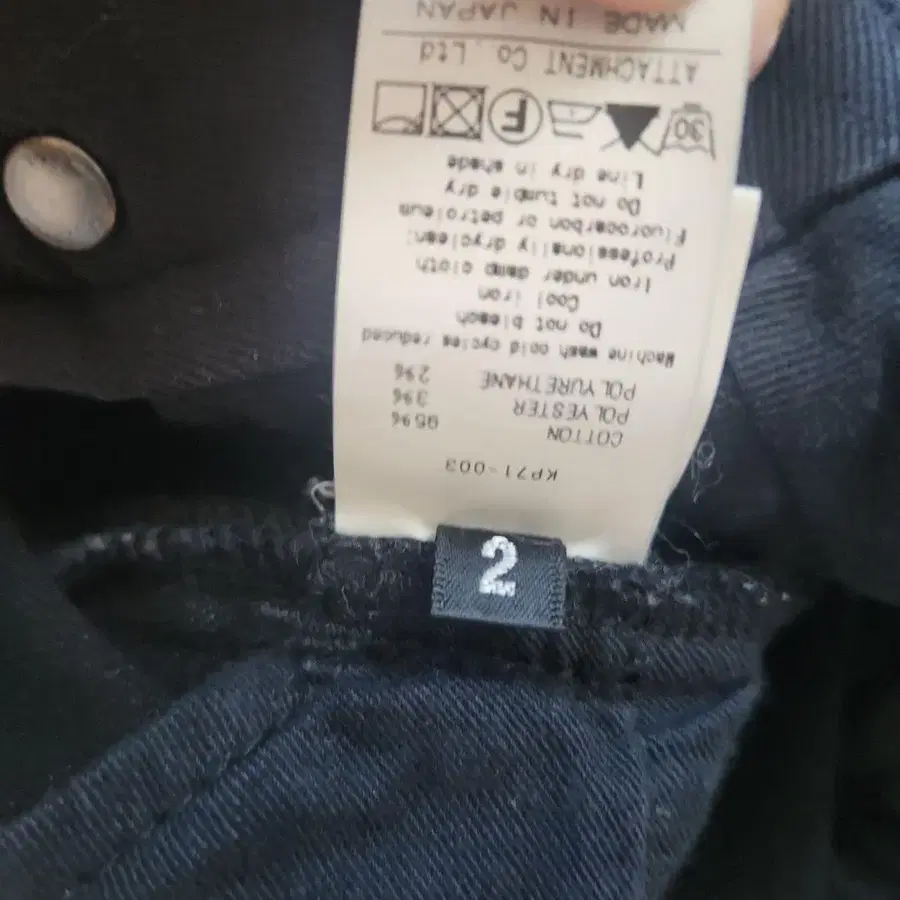 KP71-003
COTTON 95%
POLYESTER 3%
POLYURETHANE 2%
Machine wash cold cycles reduced
Do not bleach
Cool iron
Iron under damp cloth
Professionally dryclean:
Fluorocarbon or petroleum
Do not tumble dry
Line dry in shade
30 F
ATTACHMENT Co.,Ltd
MADE IN JAPAN
2